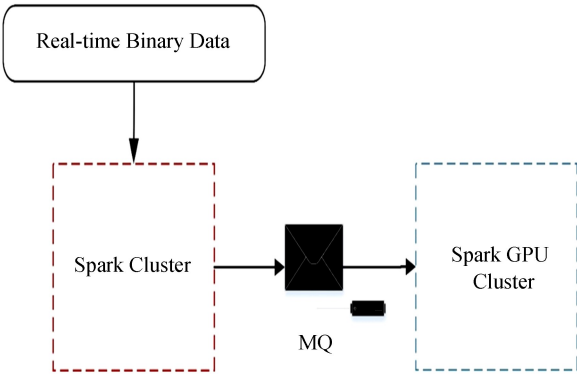 Real-time Binary Data
Spark Cluster
Spark GPU
Cluster
MQ